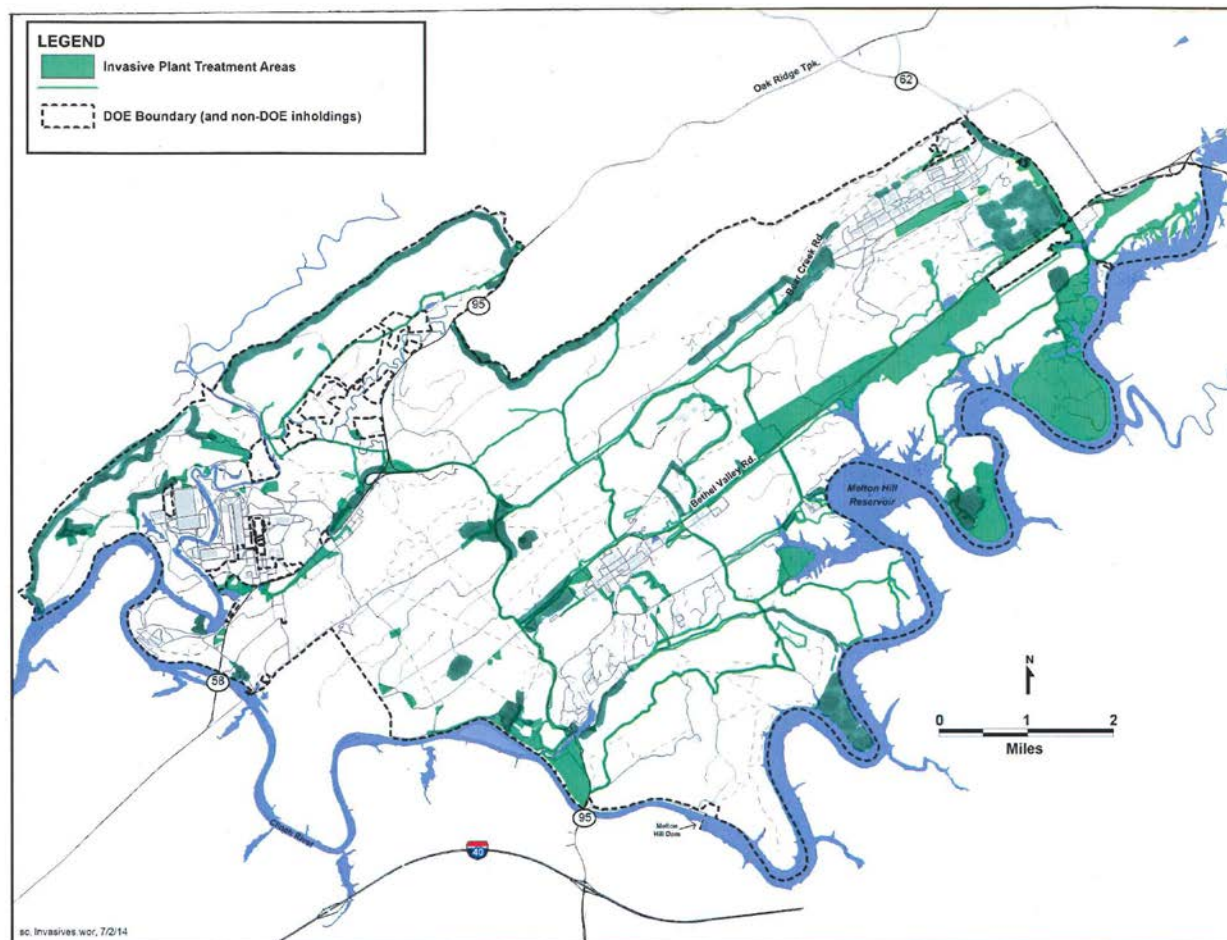 LEGEND
Invasive Plant Treatment Areas
DOE Boundary (and non-DOE inholdings)
Oak Ridge Tpk.
62
95
Bear Creek Rd.
Bethel Valley Rd.
Melton Hill
Reservoir
N
0 1 2
Miles
58
Clinch River
95
Melton
Hill Dam
40
sc, Invasives.wor, 7/2/14